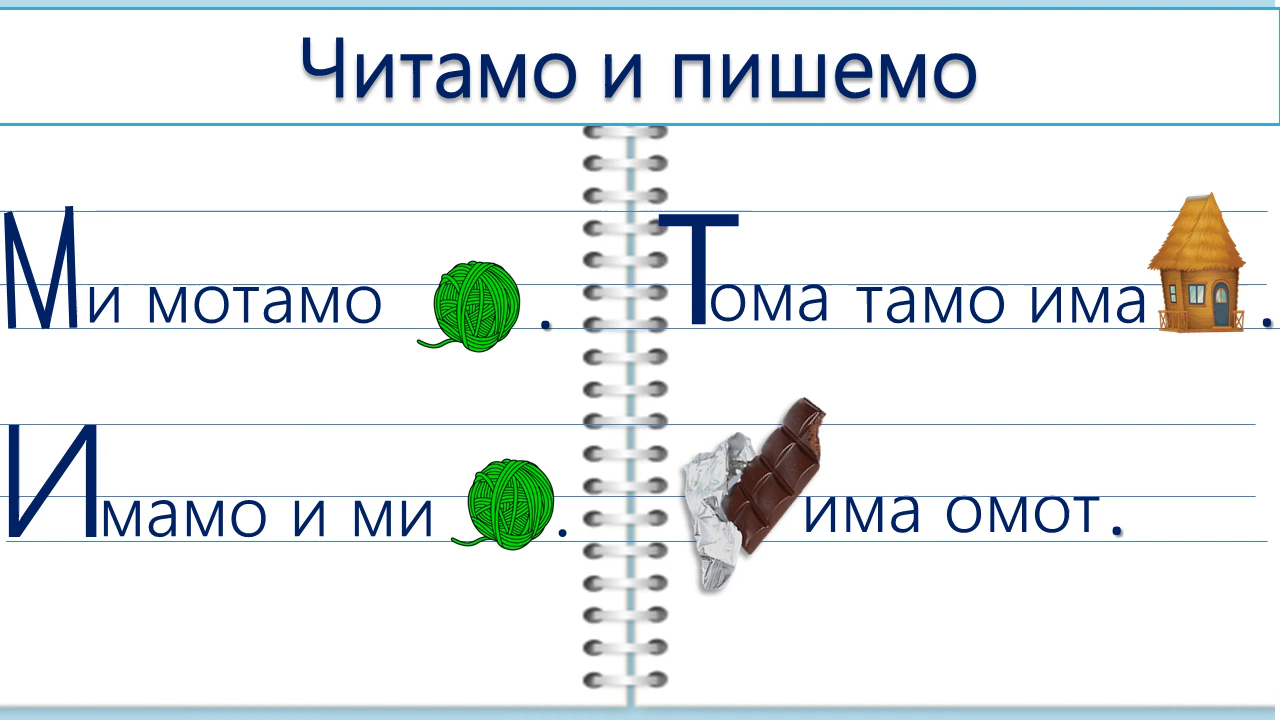 Читамо и пишемо
Ми мотамо .
Имамо и ми .
Тома тамо има .
има омот.